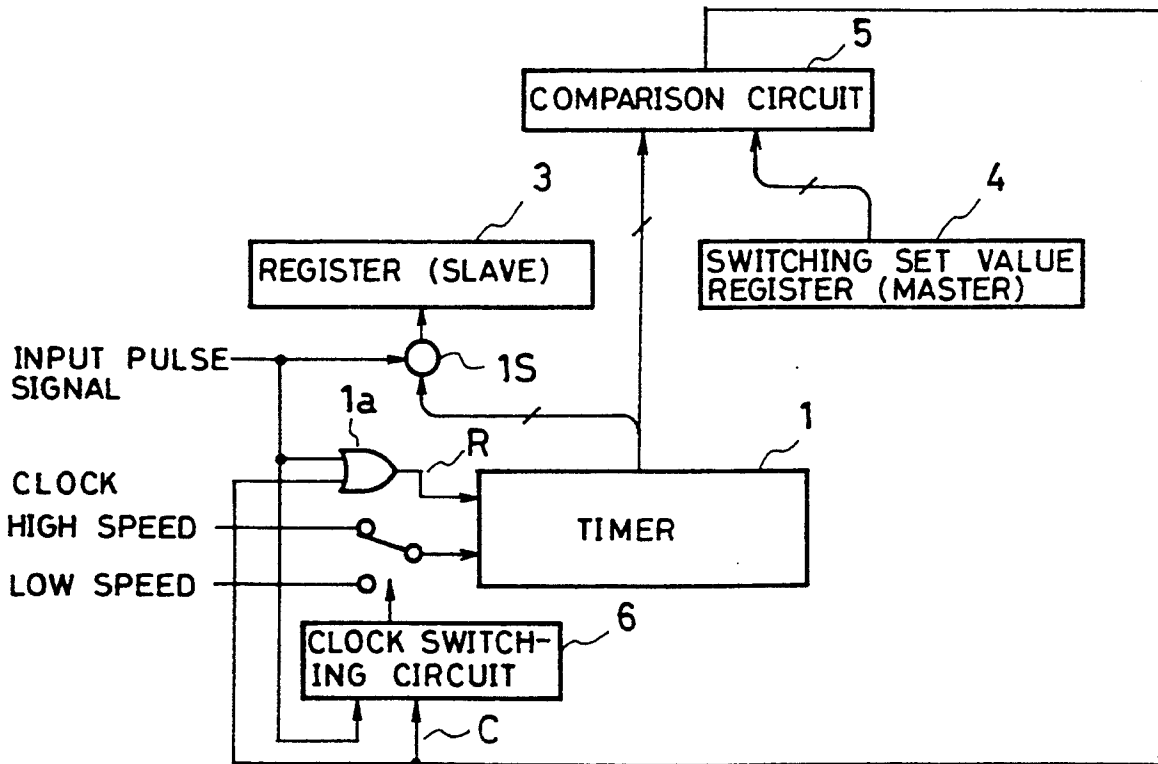 5
COMPARISON CIRCUIT
3
4
REGISTER (SLAVE)
SWITCHING SET VALUE
REGISTER (MASTER)
INPUT PULSE
SIGNAL
1S
1a
R
1
CLOCK
HIGH SPEED
TIMER
LOW SPEED
6
CLOCK SWITCH-
ING CIRCUIT
C